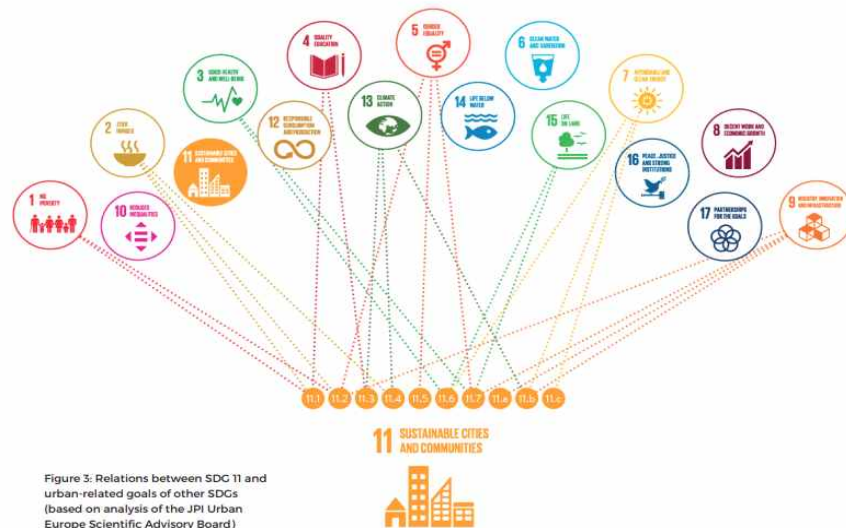 5 GENDER
EQUALITY
4 QUALITY
EDUCATION
6 CLEAN WATER
AND SANITATION
3 GOOD HEALTH
AND WELL-BEING
7 AFFORDABLE AND
CLEAN ENERGY
13 CLIMATE
ACTION
14 LIFE BELOW
WATER
2 ZERO
HUNGER
12 RESPONSIBLE
CONSUMPTION
AND PRODUCTION
15 LIFE
ON LAND
8 DECENT WORK AND
ECONOMIC GROWTH
11 SUSTAINABLE CITIES
AND COMMUNITIES
16 PEACE, JUSTICE
AND STRONG
INSTITUTIONS
1 NO
POVERTY
10 REDUCED
INEQUALITIES
17 PARTNERSHIPS
FOR THE GOALS
9 INDUSTRY, INNOVATION
AND INFRASTRUCTURE
11.1 11.2 11.3 11.4 11.5 11.6 11.7 11.a 11.b 11.c
11 SUSTAINABLE CITIES
AND COMMUNITIES
Figure 3: Relations between SDG 11 and
urban-related goals of other SDGs
(based on analysis of the JPI Urban
Europe Scientific Advisory Board)